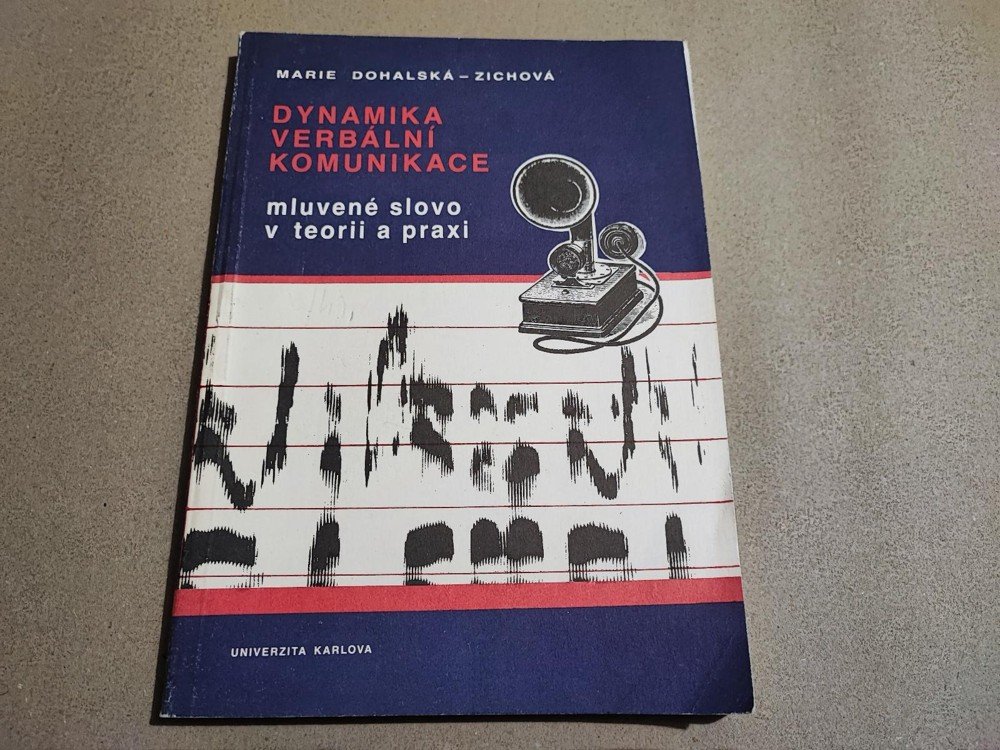 MARIE DOHALSKÁ – ZICHOVÁ
DYNAMIKA
VERBÁLNÍ
KOMUNIKACE
mluvené slovo
v teorii a praxi
UNIVERZITA KARLOVA